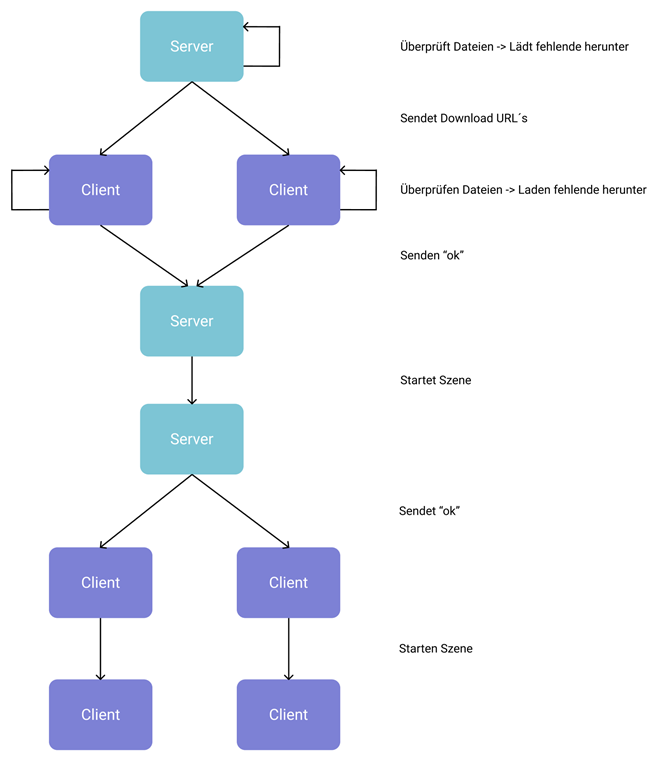 Server
Überprüft Dateien -> Lädt fehlende herunter
Sendet Download URL´s
Client
Client
Überprüfen Dateien -> Laden fehlende herunter
Senden “ok”
Server
Startet Szene
Server
Sendet “ok”
Client
Client
Starten Szene
Client
Client